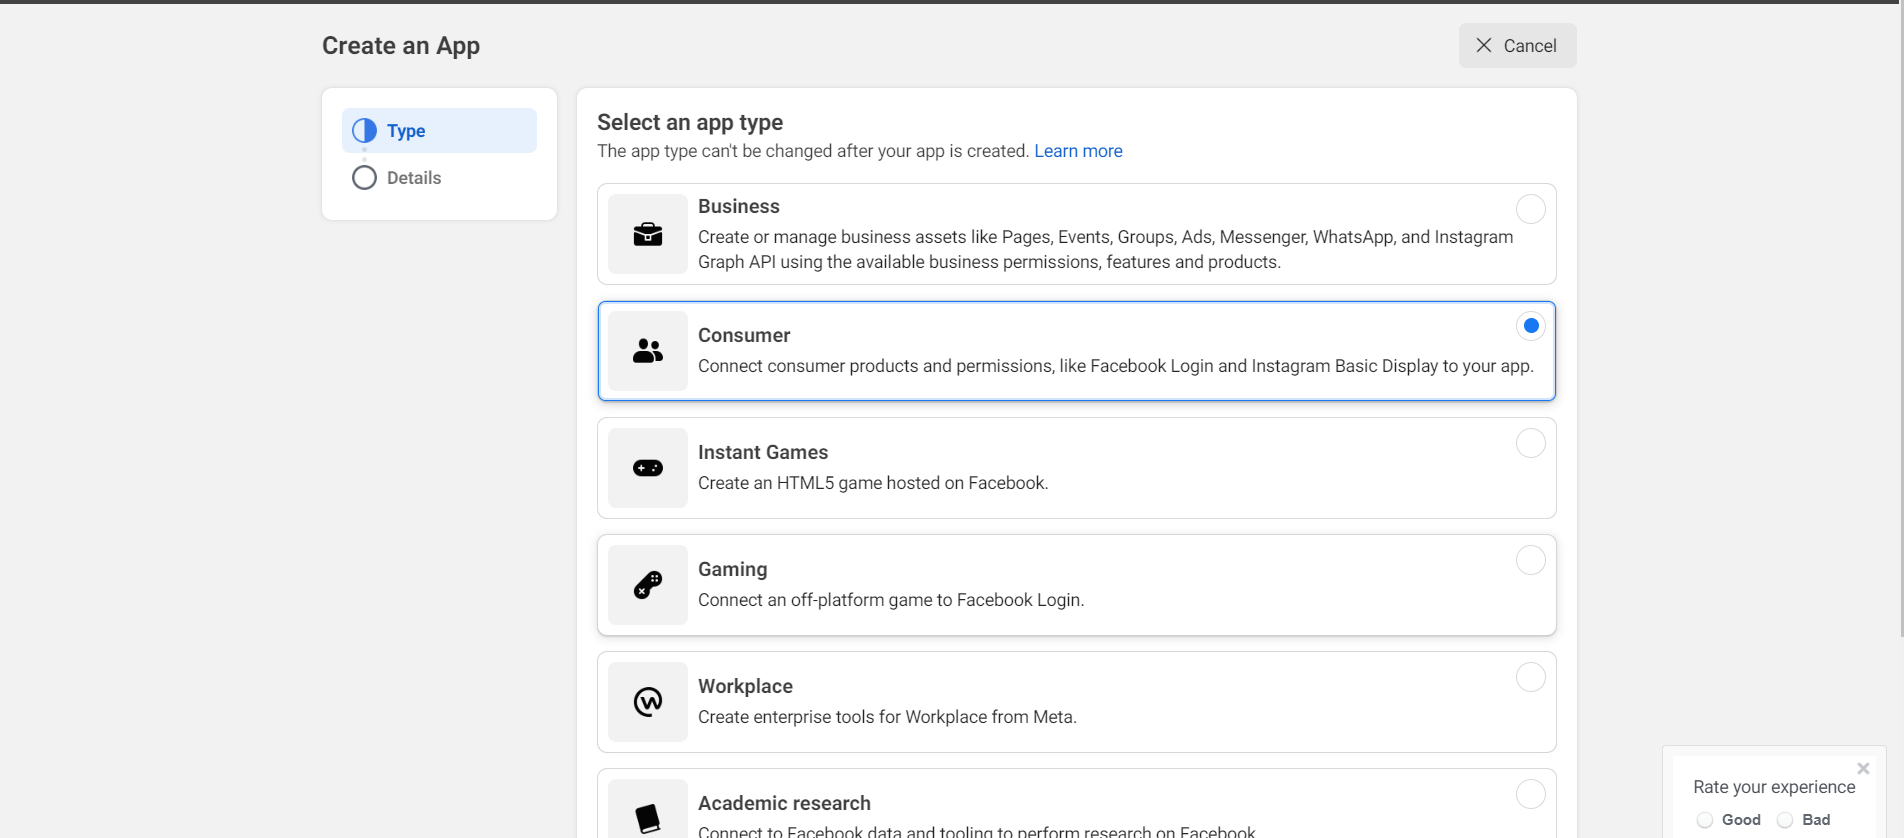 Create an App
Cancel
Type
Details
Select an app type
The app type can't be changed after your app is created. Learn more
Business
Create or manage business assets like Pages, Events, Groups, Ads, Messenger, WhatsApp, and Instagram
Graph API using the available business permissions, features and products.
Consumer
Connect consumer products and permissions, like Facebook Login and Instagram Basic Display to your app.
Instant Games
Create an HTML5 game hosted on Facebook.
Gaming
Connect an off-platform game to Facebook Login.
Workplace
Create enterprise tools for Workplace from Meta.
Academic research
Connect to Facebook data and tooling to perform research on Facebook
Rate your experience
Good
Bad